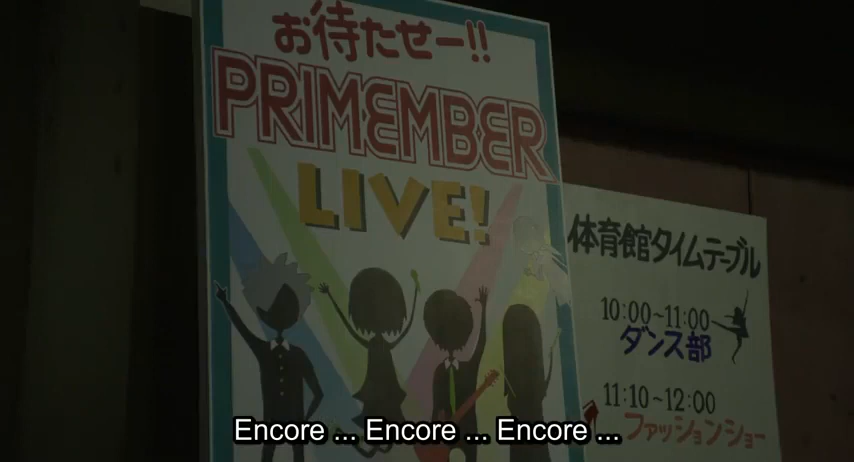 お待たせー!!
PRIMEMBER
LIVE!
体育館タイムテーブル
10:00~11:00
ダンス部
11:10~12:00
ファッションショー
Encore ... Encore ... Encore ...